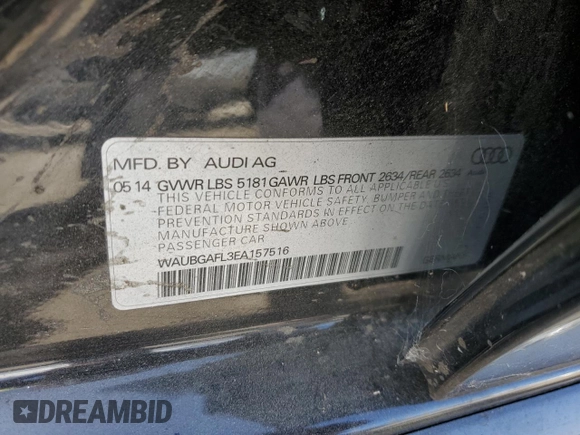 MFD. BY AUDI AG
05 14 GVWR LBS 5181 GAWR LBS FRONT 2634/REAR 2634
THIS VEHICLE CONFORMS TO ALL APPLICABLE
FEDERAL MOTOR VEHICLE SAFETY, BUMPER AND
PREVENTION STANDARDS IN EFFECT ON THE DATE
MANUFACTURE SHOWN ABOVE.
PASSENGER CAR
WAUBGAFL3EA157516
DREAMBID